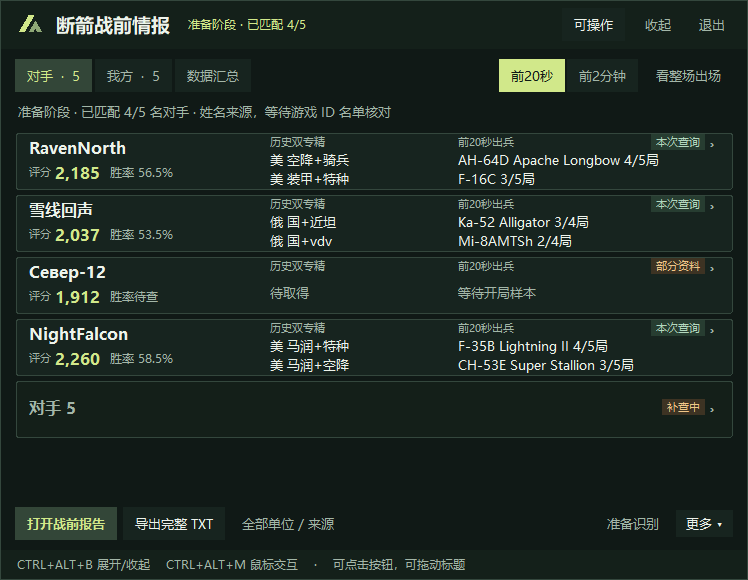 断箭战前情报 准备阶段 · 已匹配 4/5 可操作 收起 退出
对手 · 5 我方 · 5 数据汇总 前20秒 前2分钟 看整场出场
准备阶段 · 已匹配 4/5 名对手 · 姓名来源，等待游戏 ID 名单核对
RavenNorth 历史双专精 前20秒出兵 本次查询 ›
评分 2,185 胜率 56.5% 美 空降+骑兵 AH-64D Apache Longbow 4/5局
美 装甲+特种 F-16C 3/5局
雪线回声 历史双专精 前20秒出兵 本次查询 ›
评分 2,037 胜率 53.5% 俄 国+近坦 Ka-52 Alligator 3/4局
俄 国+vdv Mi-8AMTSh 2/4局
Север-12 历史双专精 前20秒出兵 部分资料 ›
评分 1,912 胜率待查 待取得 等待开局样本
NightFalcon 历史双专精 前20秒出兵 本次查询 ›
评分 2,260 胜率 58.5% 美 马润+特种 F-35B Lightning II 4/5局
美 马润+空降 CH-53E Super Stallion 3/5局
对手 5 补查中 ›
打开战前报告 导出完整 TXT 全部单位 / 来源 准备识别 更多 ▾
CTRL+ALT+B 展开/收起 CTRL+ALT+M 鼠标交互 · 可点击按钮，可拖动标题